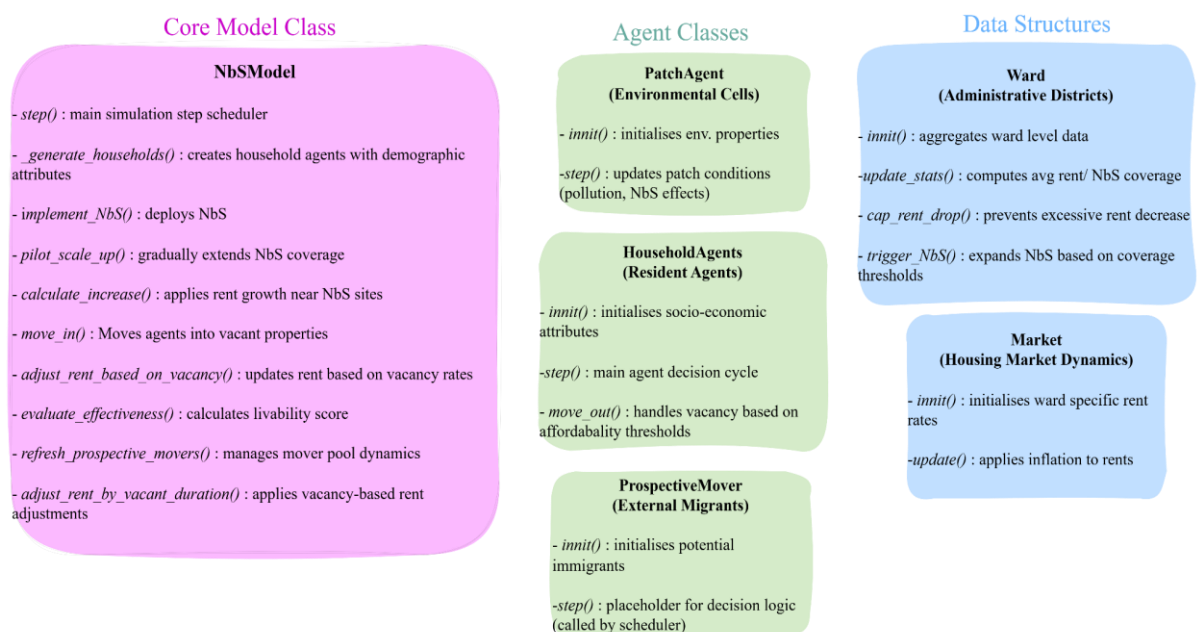 Core Model Class
NbSModel
- step() : main simulation step scheduler
- _generate_households() : creates household agents with demographic
attributes
- implement_NbS() : deploys NbS
- pilot_scale_up() : gradually extends NbS coverage
- calculate_increase() : applies rent growth near NbS sites
- move_in() : Moves agents into vacant properties
- adjust_rent_based_on_vacancy() : updates rent based on vacancy rates
- evaluate_effectiveness() : calculates livability score
- refresh_prospective_movers() : manages mover pool dynamics
- adjust_rent_by_vacant_duration() : applies vacancy-based rent
adjustments
Agent Classes
PatchAgent
(Environmental Cells)
- innit() : initialises env. properties
-step() : updates patch conditions
(pollution, NbS effects)
HouseholdAgents
(Resident Agents)
- innit() : initialises socio-economic
attributes
-step() : main agent decision cycle
- move_out() : handles vacancy based on
affordabality thresholds
ProspectiveMover
(External Migrants)
- innit() : initialises potential
immigrants
-step() : placeholder for decision logic
(called by scheduler)
Data Structures
Ward
(Administrative Districts)
- innit() : aggregates ward level data
-update_stats() : computes avg rent/ NbS coverage
- cap_rent_drop() : prevents excessive rent decrease
- trigger_NbS() : expands NbS based on coverage
thresholds
Market
(Housing Market Dynamics)
- innit() : initialises ward specific rent
rates
-update() : applies inflation to rents